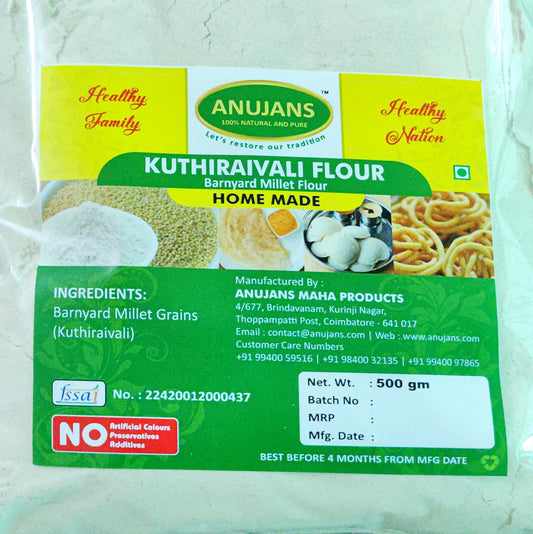 Healthy
Family
ANUJANS
TM
100% NATURAL AND PURE
Let's restore our tradition
Healthy
Nation
KUTHIRAIVALI FLOUR
Barnyard Millet Flour
HOME MADE
INGREDIENTS:
Barnyard Millet Grains
(Kuthiraivali)
Manufactured By :
ANUJANS MAHA PRODUCTS
4/677, Brindavanam, Kurinji Nagar,
Thoppampatti Post, Coimbatore - 641 017
Email : contact@anujans.com | Web : www.anujans.com
Customer Care Numbers
+91 99400 59516 | +91 98400 32135 | +91 99400 97865
fssai
No. : 22420012000437
NO
Artificial Colours
Preservatives
Additives
Net. Wt. : 500 gm
Batch No :
MRP :
Mfg. Date :
BEST BEFORE 4 MONTHS FROM MFG DATE